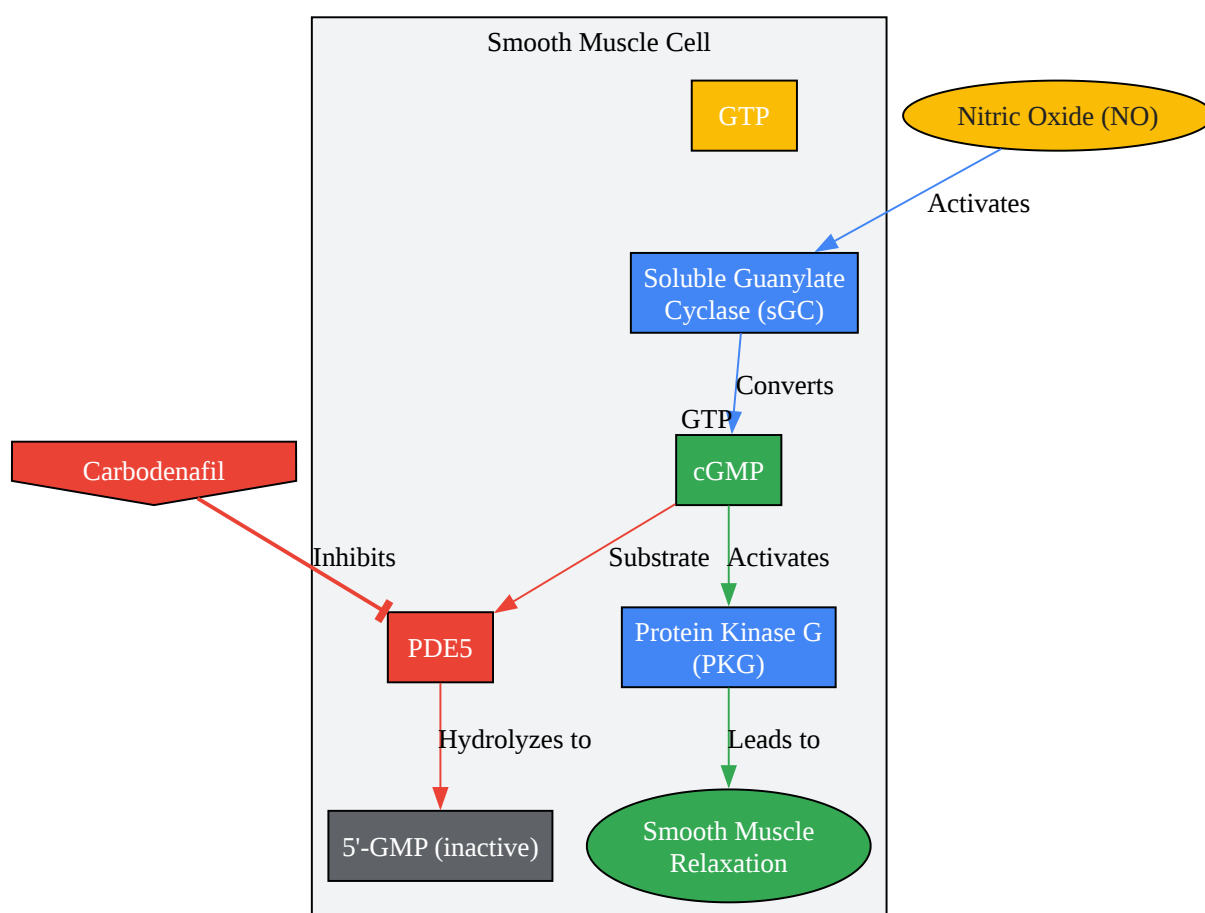 Smooth Muscle Cell
GTP
Nitric Oxide (NO)
Activates
Soluble Guanylate
Cyclase (sGC)
Converts
GTP
cGMP
Carbodenafil
Inhibits
Substrate
Activates
PDE5
Protein Kinase G
(PKG)
Hydrolyzes to
Leads to
5'-GMP (inactive)
Smooth Muscle
Relaxation